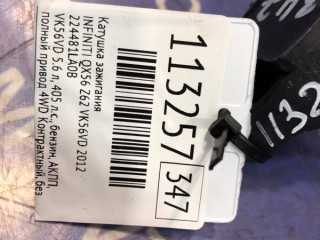 Катушка зажигания
INFINITI QX56 Z62 VK56VD 2012
224481LA0B
VK56VD 5.6 л, 405 л.с., бензин, АКПП,
полный привод 4WD Контрактный, без
113257
347
1132